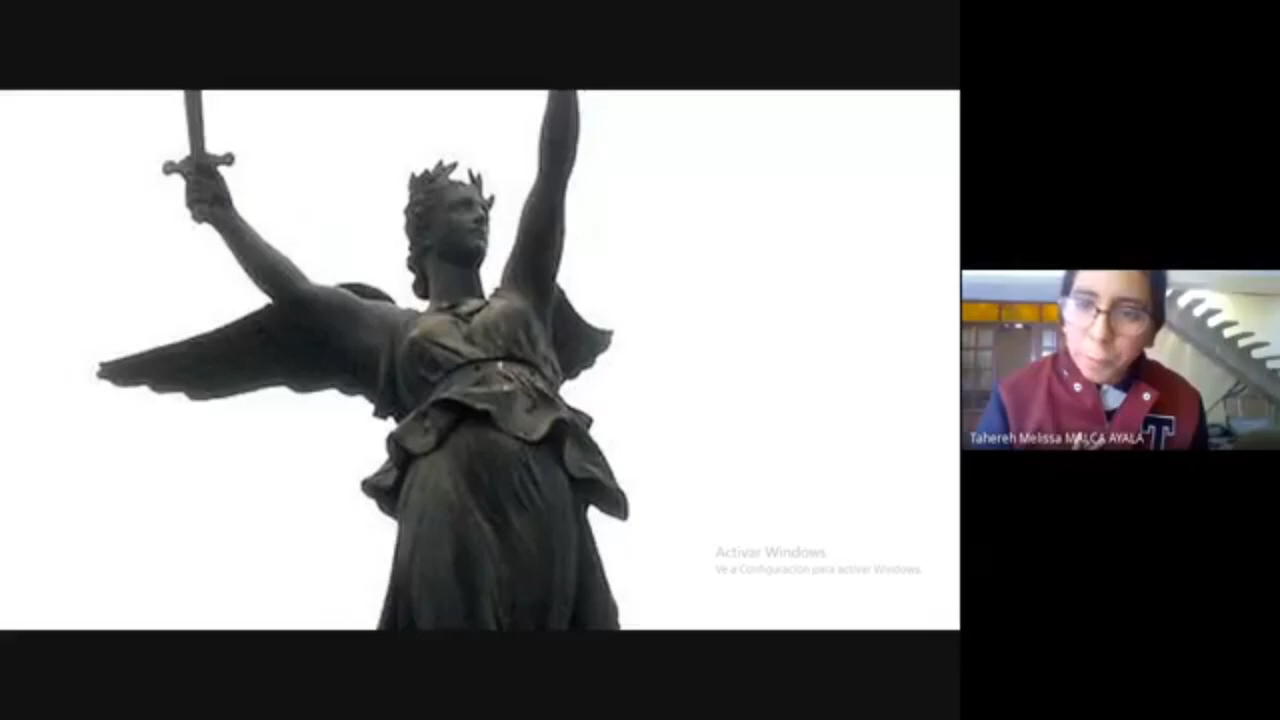 Activar Windows
Ve a Configuración para activar Windows.
Tahereh Melissa MALCA AYALA
T